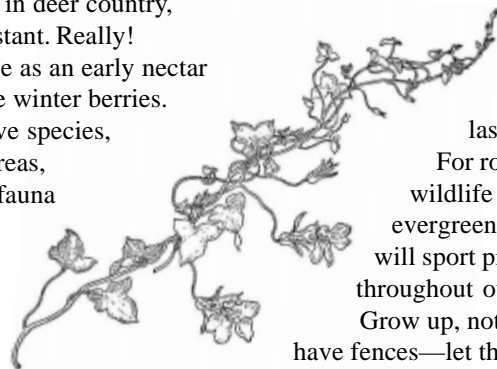 in deer country,
stant. Really!
e as an early nectar
e winter berries.
ve species,
reas,
fauna
las
For ro
wildlife
evergreen
will sport p
throughout o
Grow up, not
have fences—let th